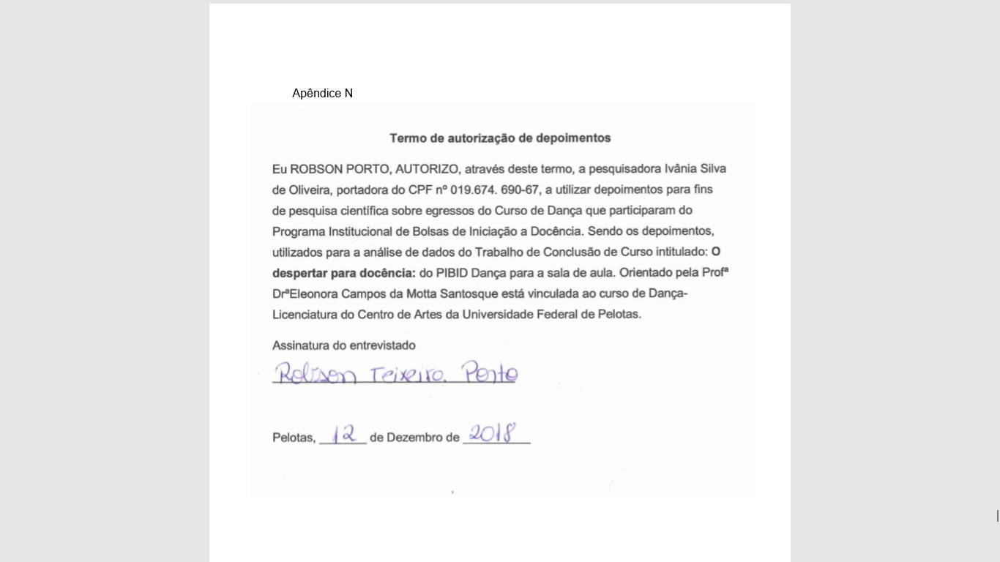 Apêndice N
Termo de autorização de depoimentos
Eu ROBSON PORTO, AUTORIZO, através deste termo, a pesquisadora Ivânia Silva
de Oliveira, portadora do CPF nº 019.674. 690-67, a utilizar depoimentos para fins
de pesquisa científica sobre egressos do Curso de Dança que participaram do
Programa Institucional de Bolsas de Iniciação a Docência. Sendo os depoimentos,
utilizados para a análise de dados do Trabalho de Conclusão de Curso intitulado: O
despertar para docência: do PIBID Dança para a sala de aula. Orientado pela Profª
DrªEleonora Campos da Motta Santosque está vinculada ao curso de Dança-
Licenciatura do Centro de Artes da Universidade Federal de Pelotas.
Assinatura do entrevistado
Robson Teixeira Porto
Pelotas, 12 de Dezembro de 2018